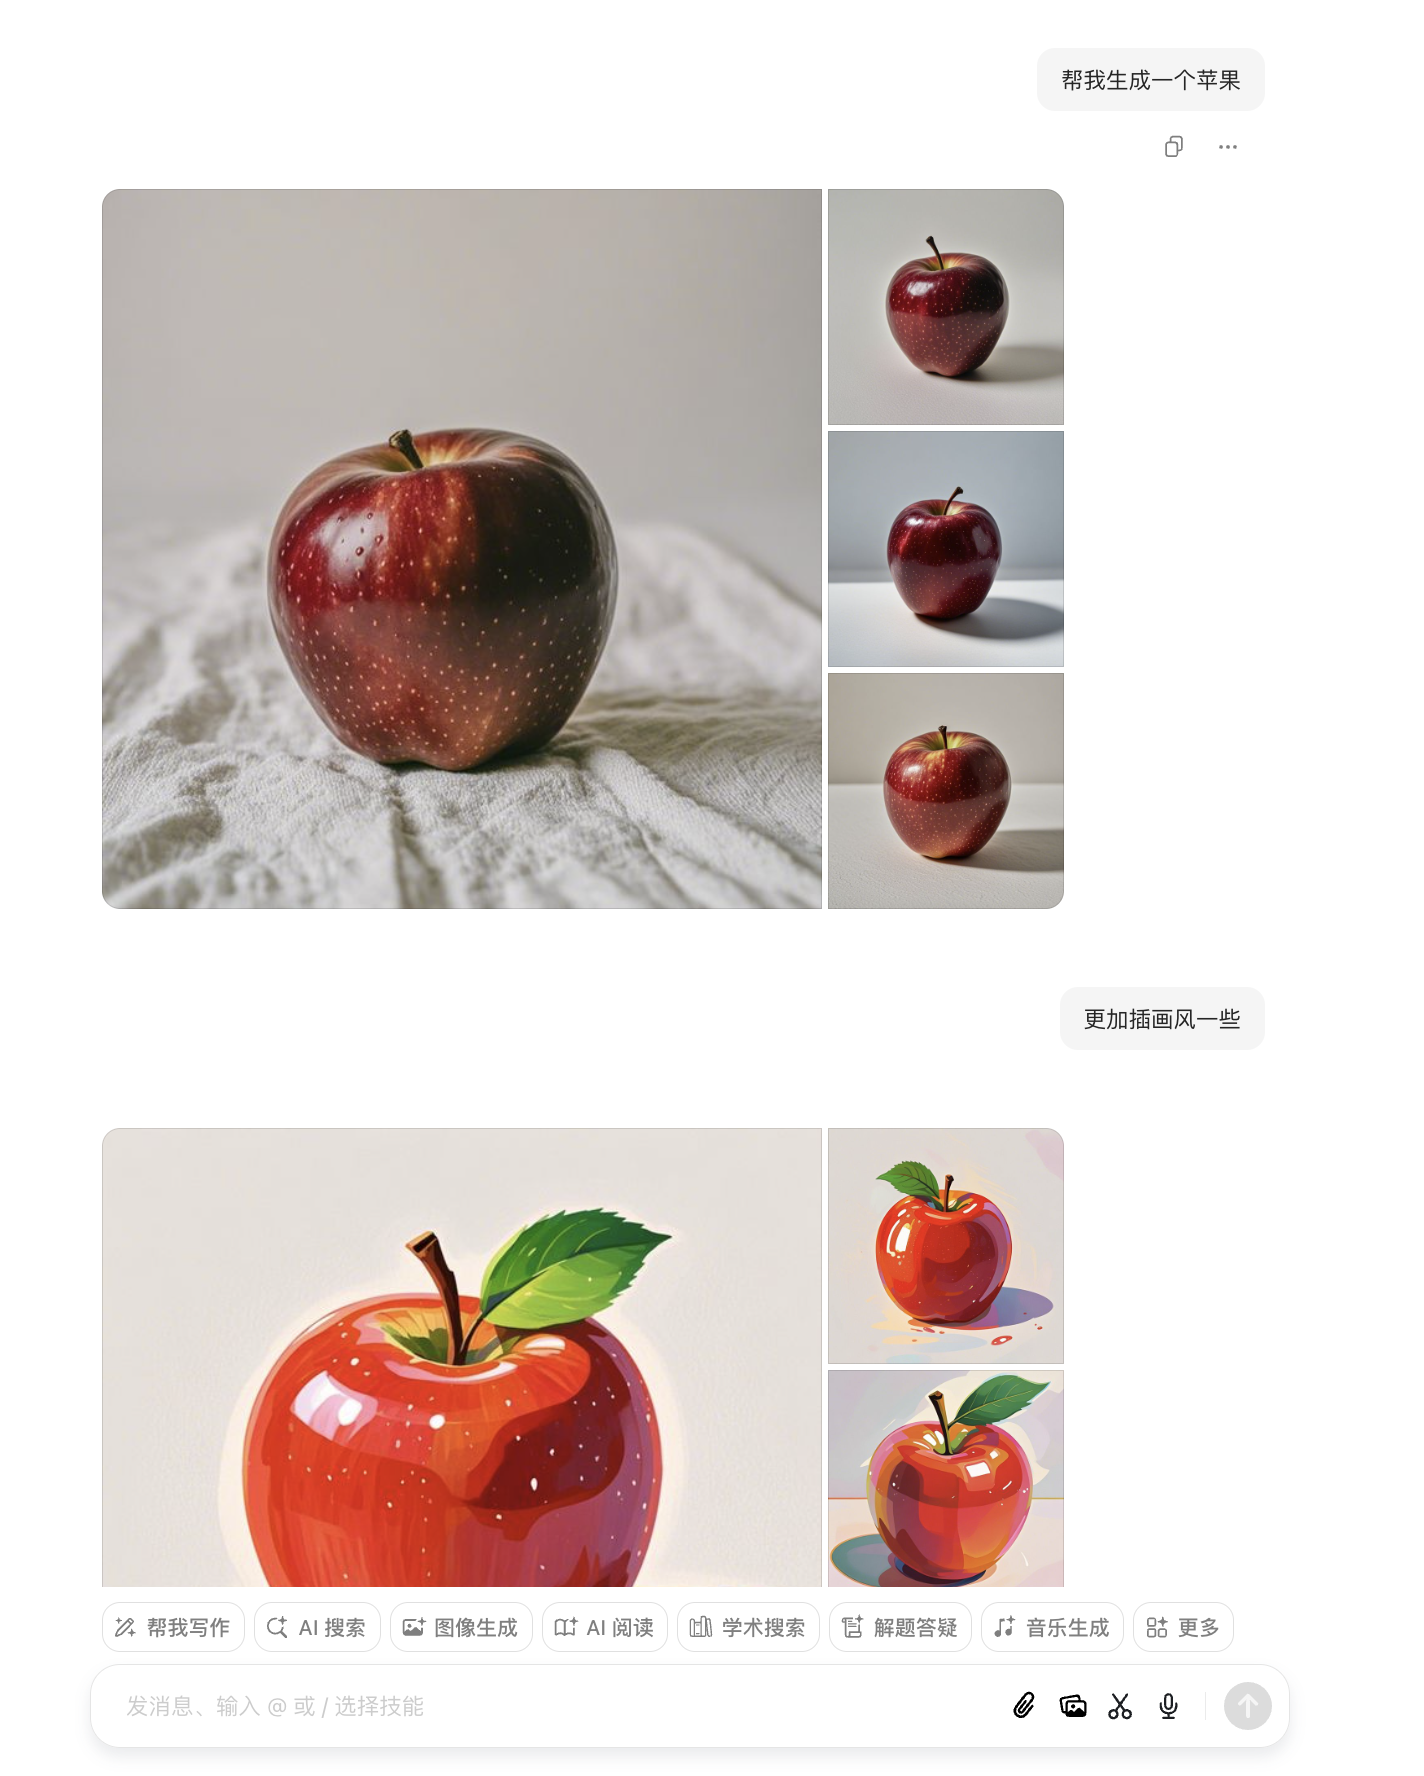 帮我生成一个苹果
更加插画风一些
帮我写作 AI 搜索 图像生成 AI 阅读 学术搜索 解题答疑 音乐生成 更多
发消息、输入 @ 或 / 选择技能